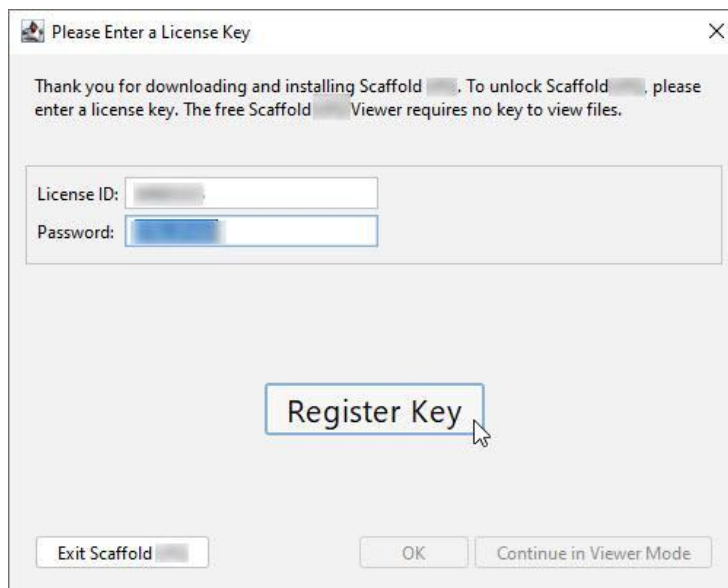 Please Enter a License Key
Thank you for downloading and installing Scaffold . To unlock Scaffold , please
enter a license key. The free Scaffold Viewer requires no key to view files.
License ID:
Password:
Register Key
Exit Scaffold
OK
Continue in Viewer Mode